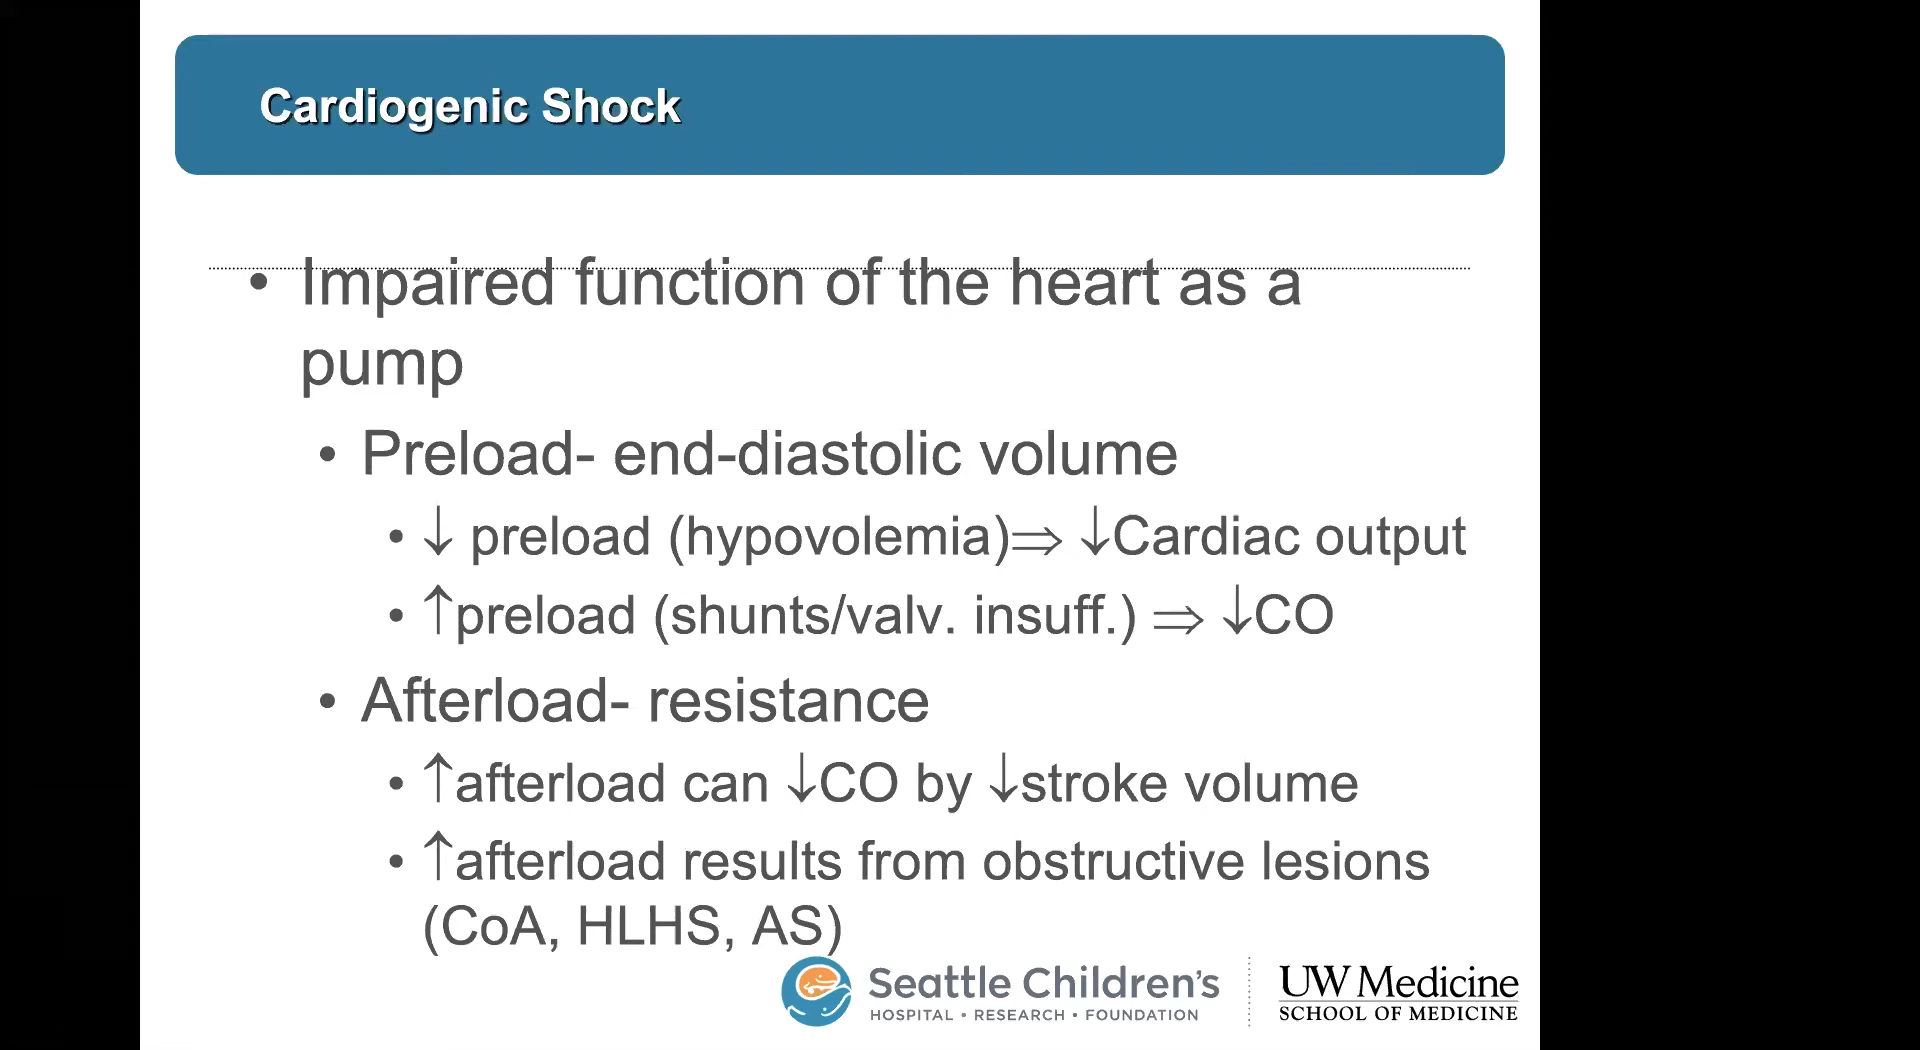 Cardiogenic Shock
• Impaired function of the heart as a
pump
• Preload- end-diastolic volume
• ↓ preload (hypovolemia)⇒ ↓Cardiac output
• ↑preload (shunts/valv. insuff.) ⇒ ↓CO
• Afterload- resistance
• ↑afterload can ↓CO by ↓stroke volume
• ↑afterload results from obstructive lesions
(CoA, HLHS, AS)
Seattle Children's
HOSPITAL • RESEARCH • FOUNDATION
UW Medicine
SCHOOL OF MEDICINE